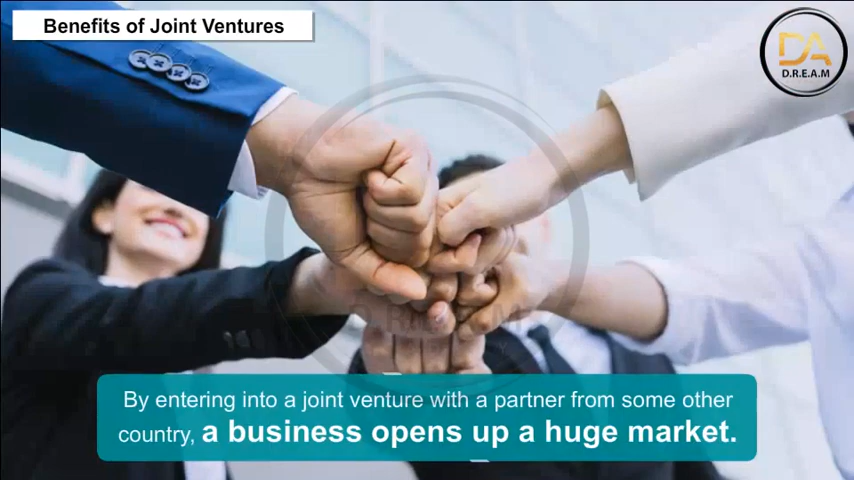 Benefits of Joint Ventures
DA
D.R.E.A.M
By entering into a joint venture with a partner from some other
country, a business opens up a huge market.